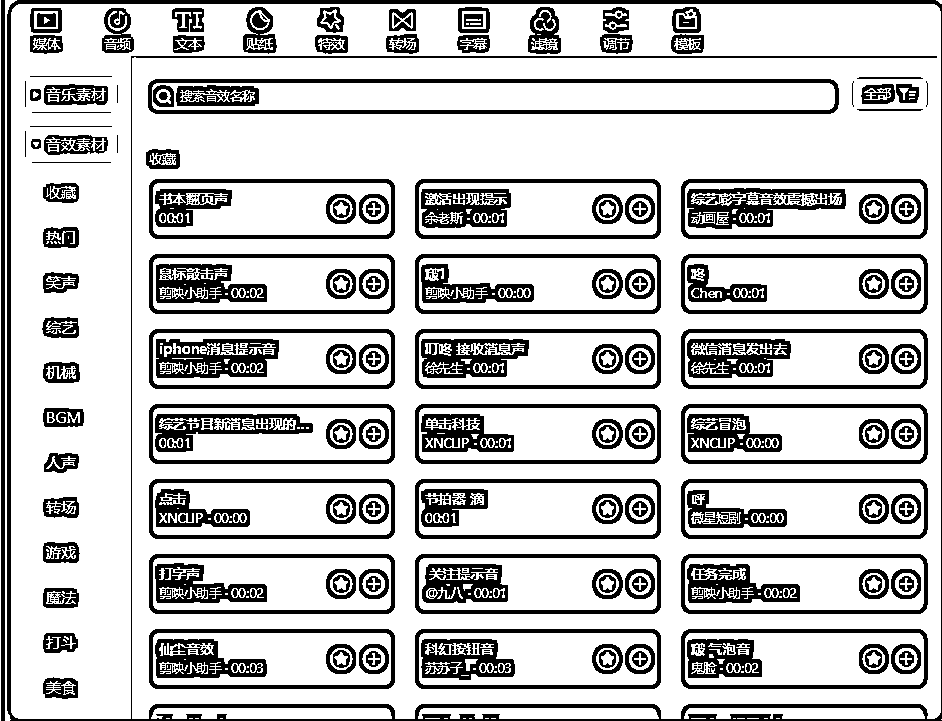 媒体 音频 文本 贴纸 特效 转场 字幕 滤镜 调节 模板
音乐素材
搜索音效名称
全部
音效素材
收藏
热门
笑声
综艺
机械
BGM
人声
转场
游戏
魔法
打斗
美食
收藏
书本翻页声
00:01
激活出现提示
余老斯 · 00:01
综艺嘭字幕音效震撼出场
动画屋 · 00:01
鼠标敲击声
剪映小助手 · 00:02
啵1
剪映小助手 · 00:00
咚
Chen · 00:01
iphone消息提示音
剪映小助手 · 00:02
叮咚 接收消息声
徐先生 · 00:01
微信消息发出去
徐先生 · 00:01
综艺节目新消息出现的...
00:01
单击科技
XNCLIP · 00:01
综艺冒泡
XNCLIP · 00:00
点击
XNCLIP · 00:00
节拍器 滴
00:01
呼
微星短剧 · 00:00
打字声
剪映小助手 · 00:02
关注提示音
@九八 · 00:01
任务完成
剪映小助手 · 00:02
仙尘音效
剪映小助手 · 00:03
科幻按钮音
苏苏子_ · 00:03
啵 气泡音
鬼脸 · 00:02